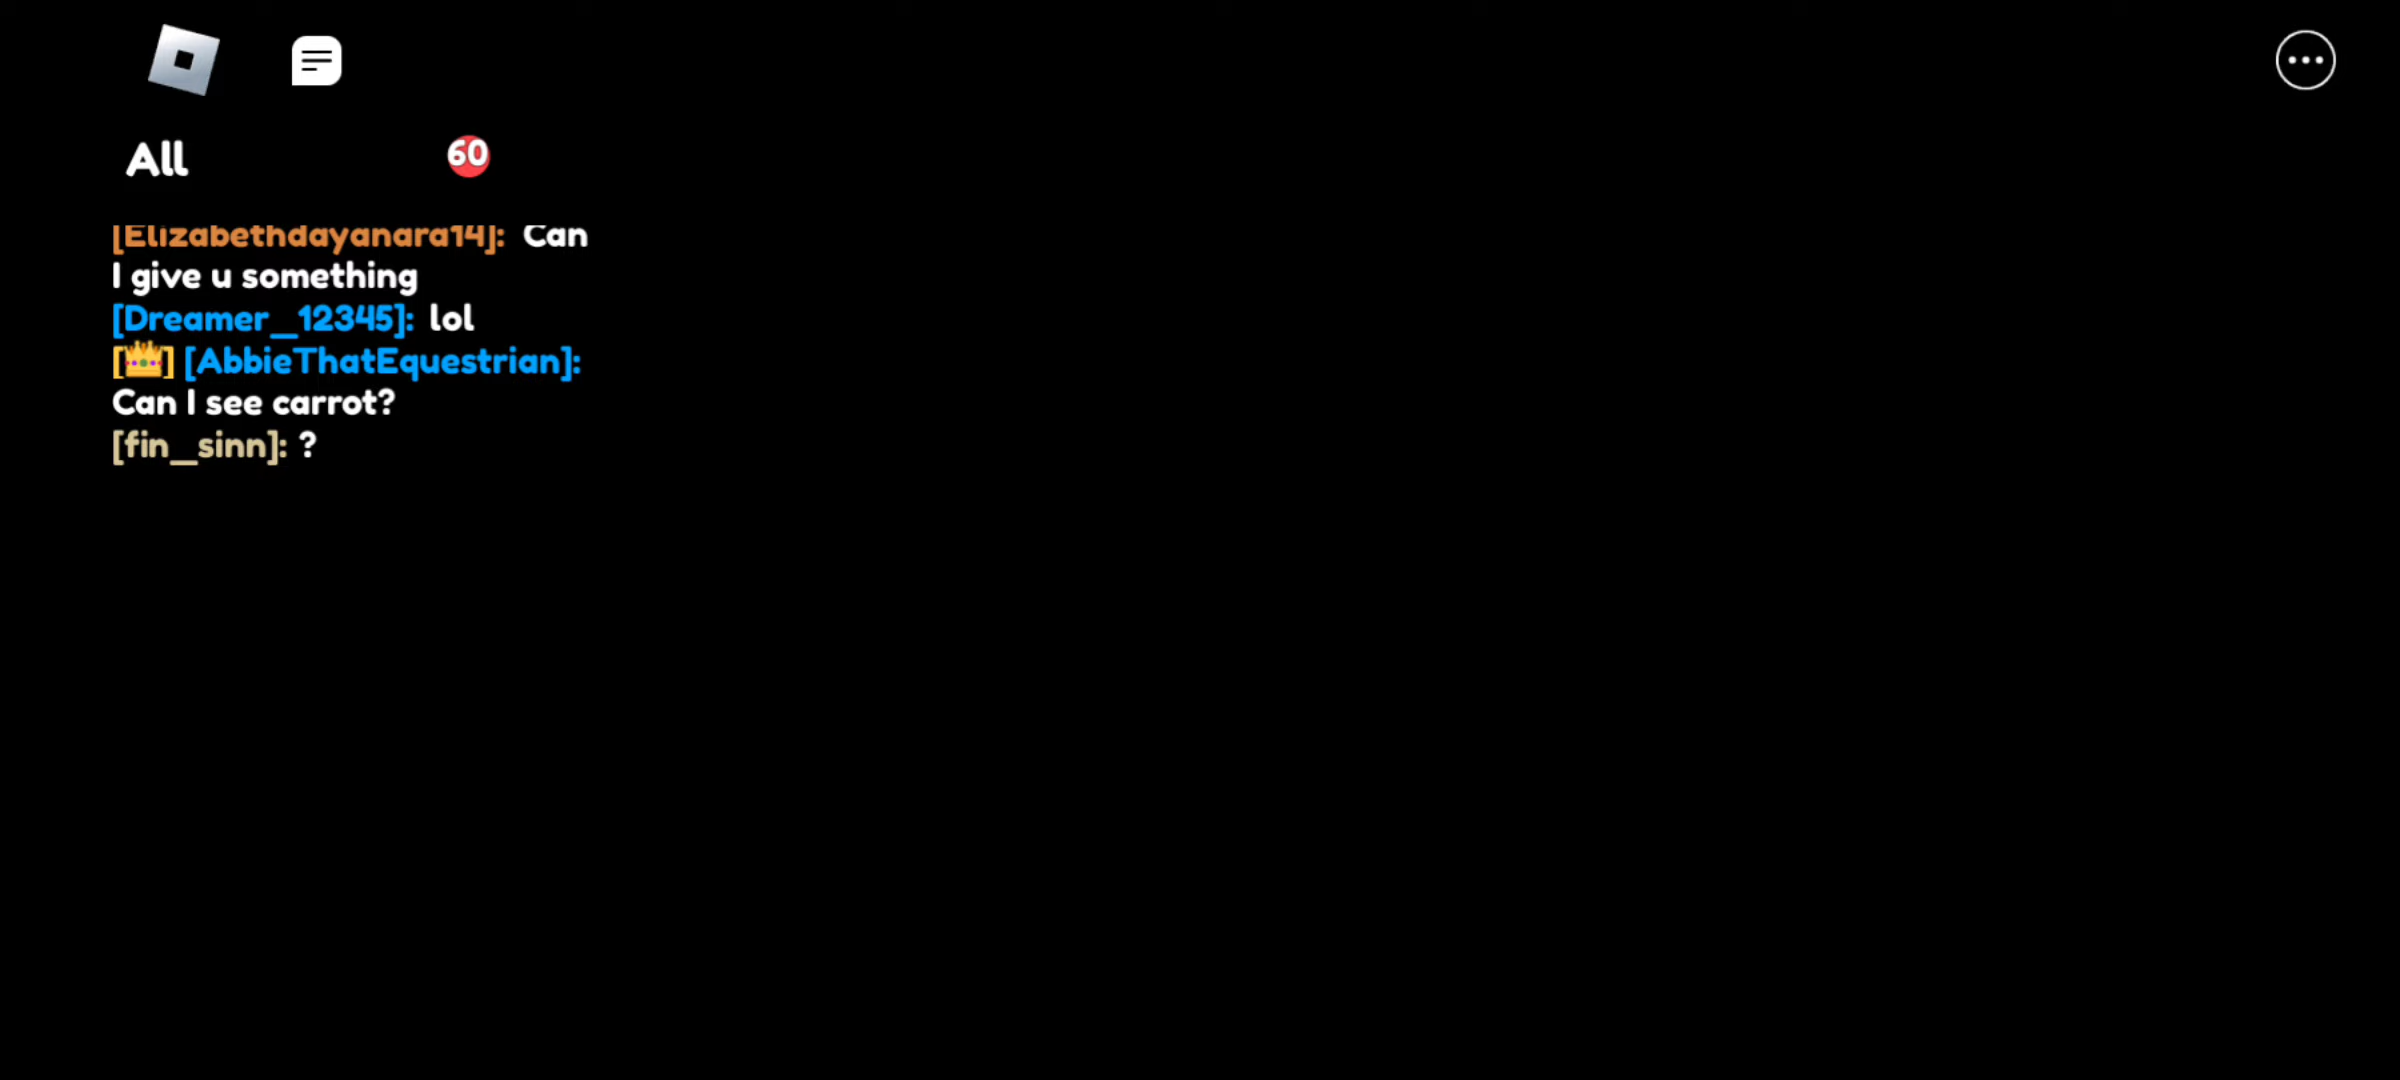 All
60
[Elizabethdayanara14]: Can
I give u something
[Dreamer_12345]: lol
[👑] [AbbieThatEquestrian]:
Can I see carrot?
[fin_sinn]: ?